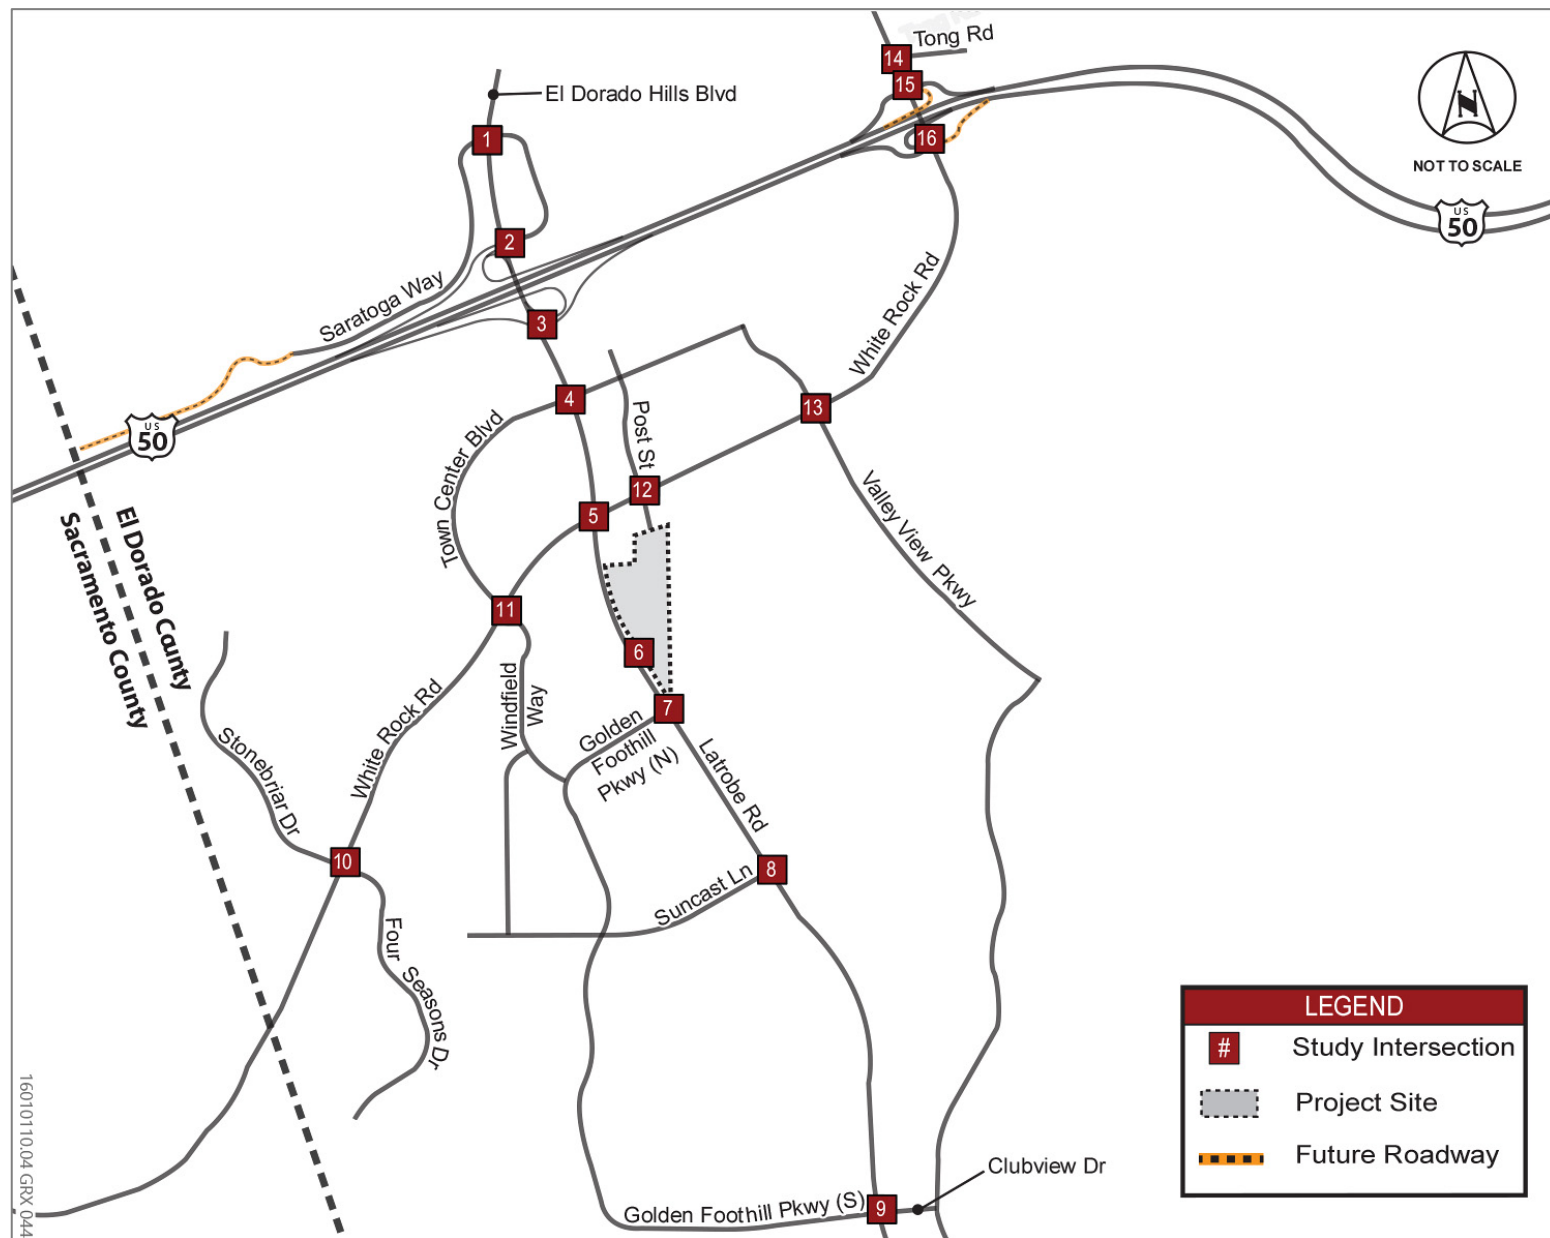 Tong Rd
14
15
El Dorado Hills Blvd
1
16
NOT TO SCALE
N
US
50
2
Saratoga Way
3
White Rock Rd
4
13
Post St
Town Center Blvd
US
50
12
5
Valley View Pkwy
El Dorado County
Sacramento County
11
6
Windfield
Way
7
Golden
Foothill
Pkwy (N)
White Rock Rd
Latrobe Rd
Stonebriar Dr
10
8
Suncast Ln
Four Seasons Dr
LEGEND
# Study Intersection
Project Site
Future Roadway
Clubview Dr
9
Golden Foothill Pkwy (S)
16010110.04 GRX 044